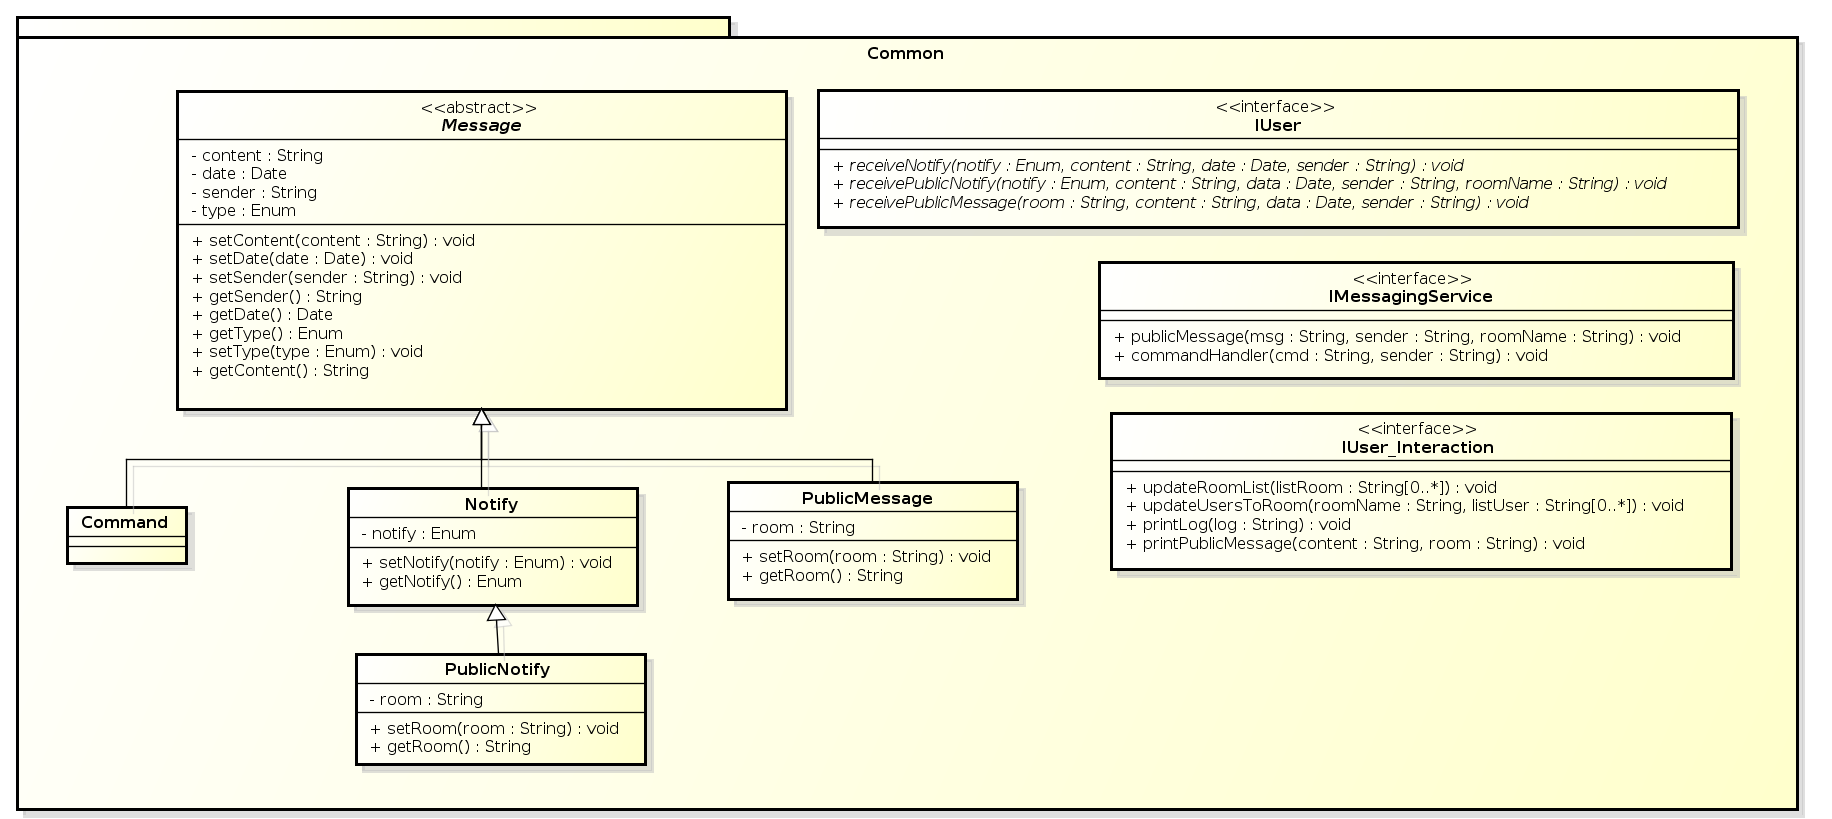 Common
<<abstract>>
Message
- content : String
- date : Date
- sender : String
- type : Enum
+ setContent(content : String) : void
+ setDate(date : Date) : void
+ setSender(sender : String) : void
+ getSender() : String
+ getDate() : Date
+ getType() : Enum
+ setType(type : Enum) : void
+ getContent() : String
<<interface>>
IUser
+ receiveNotify(notify : Enum, content : String, date : Date, sender : String) : void
+ receivePublicNotify(notify : Enum, content : String, data : Date, sender : String, roomName : String) : void
+ receivePublicMessage(room : String, content : String, data : Date, sender : String) : void
<<interface>>
IMessagingService
+ publicMessage(msg : String, sender : String, roomName : String) : void
+ commandHandler(cmd : String, sender : String) : void
<<interface>>
IUser_Interaction
+ updateRoomList(listRoom : String[0..*]) : void
+ updateUsersToRoom(roomName : String, listUser : String[0..*]) : void
+ printLog(log : String) : void
+ printPublicMessage(content : String, room : String) : void
Command
Notify
- notify : Enum
+ setNotify(notify : Enum) : void
+ getNotify() : Enum
PublicMessage
- room : String
+ setRoom(room : String) : void
+ getRoom() : String
PublicNotify
- room : String
+ setRoom(room : String) : void
+ getRoom() : String